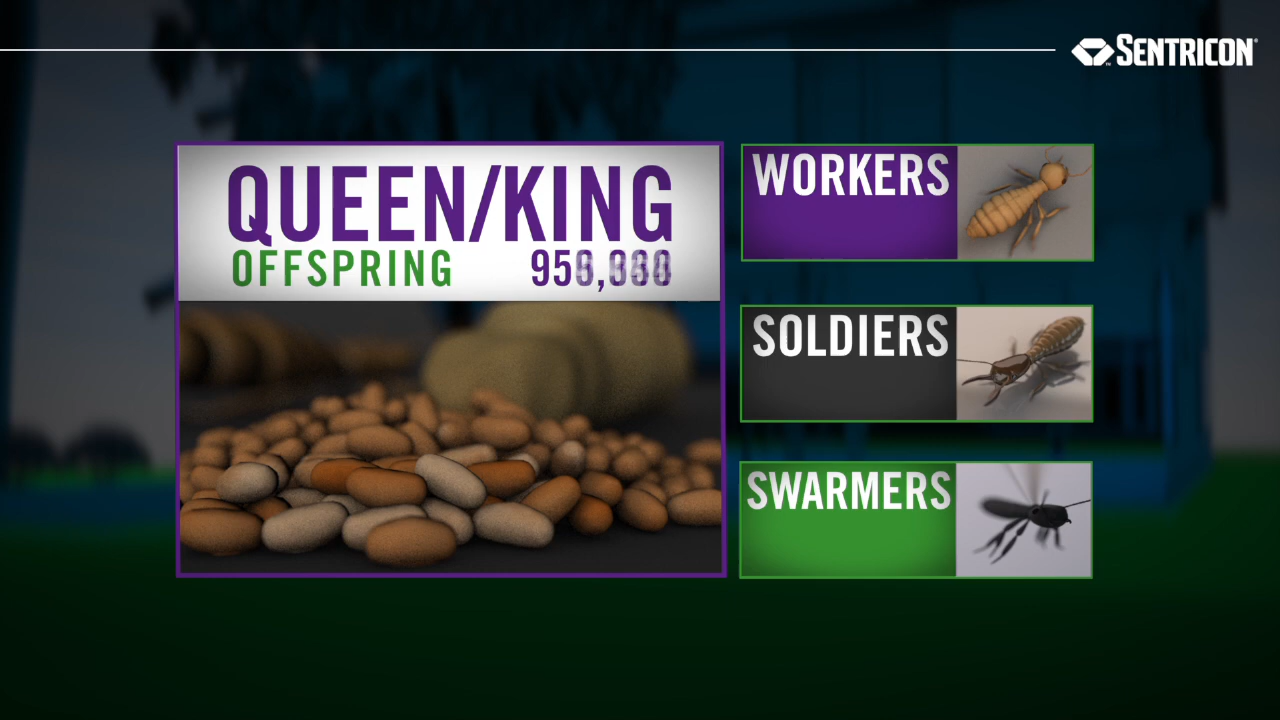 SENTRICON
QUEEN/KING
OFFSPRING
WORKERS
SOLDIERS
SWARMERS